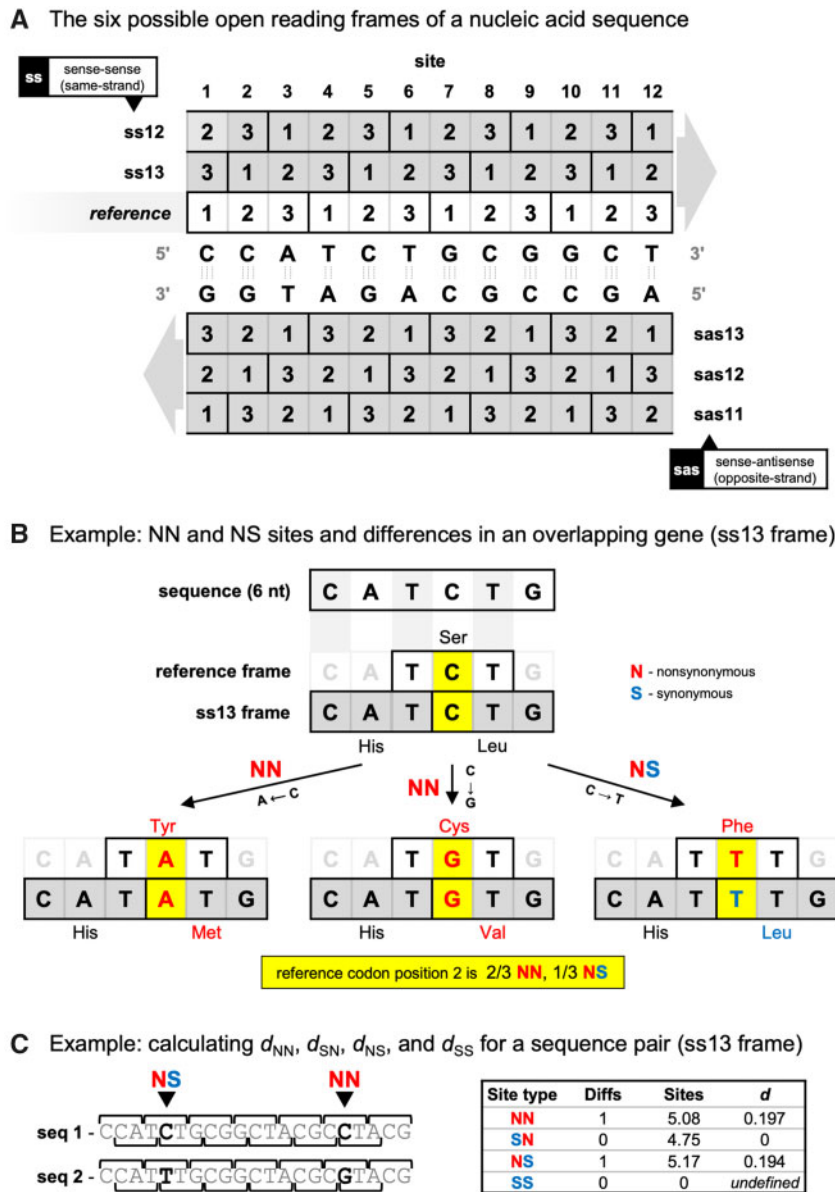 A The six possible open reading frames of a nucleic acid sequence
ss sense-sense (same-strand)
site
1 2 3 4 5 6 7 8 9 10 11 12
ss12 2 3 1 2 3 1 2 3 1 2 3 1
ss13 3 1 2 3 1 2 3 1 2 3 1 2
reference 1 2 3 1 2 3 1 2 3 1 2 3
5' C C A T C T G C G G C T 3'
3' G G T A G A C G C C G A 5'
3 2 1 3 2 1 3 2 1 3 2 1 sas13
2 1 3 2 1 3 2 1 3 2 1 3 sas12
1 3 2 1 3 2 1 3 2 1 3 2 sas11
sas sense-antisense (opposite-strand)
B Example: NN and NS sites and differences in an overlapping gene (ss13 frame)
sequence (6 nt) C A T C T G
Ser
reference frame C A T C T G
N - nonsynonymous
S - synonymous
ss13 frame C A T C T G
His Leu
NN A ← C
NN C ↓ G
NS C → T
Tyr Cys Phe
C A T A T G C A T G T G C A T T T G
C A T A T G C A T G T G C A T T T G
His Met His Val His Leu
reference codon position 2 is 2/3 NN, 1/3 NS
C Example: calculating dNN, dSN, dNS, and dSS for a sequence pair (ss13 frame)
NS NN
seq 1 - CCATCTGCGGCTACGCCTACG
seq 2 - CCATTTGCGGCTACGCGTACG
Site type Diffs Sites d
NN 1 5.08 0.197
SN 0 4.75 0
NS 1 5.17 0.194
SS 0 0 undefined